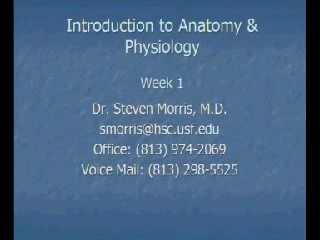 Introduction to Anatomy &
Physiology
Week 1
Dr. Steven Morris, M.D.
smorris@hsc.usf.edu
Office: (813) 974-2069
Voice Mail: (813) 298-5525